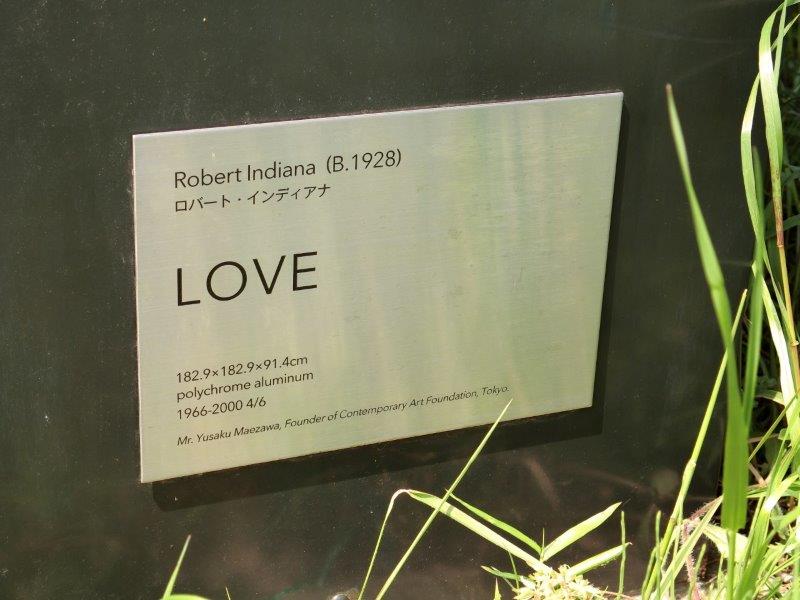 Robert Indiana (B.1928)
ロバート・インディアナ
LOVE
182.9×182.9×91.4cm
polychrome aluminum
1966-2000 4/6
Mr. Yusaku Maezawa, Founder of Contemporary Art Foundation, Tokyo.